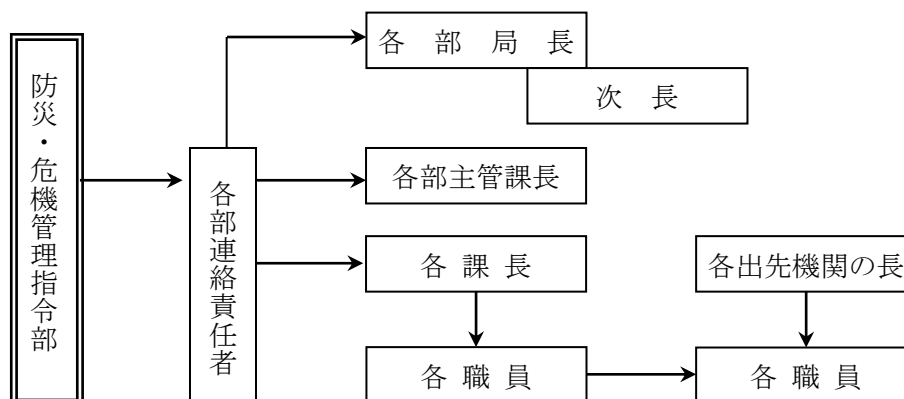 防災・危機管理指令部
各部連絡責任者
各　部　局　長
次　長
各部主管課長
各 課 長
各出先機関の長
各 職 員
各 職 員